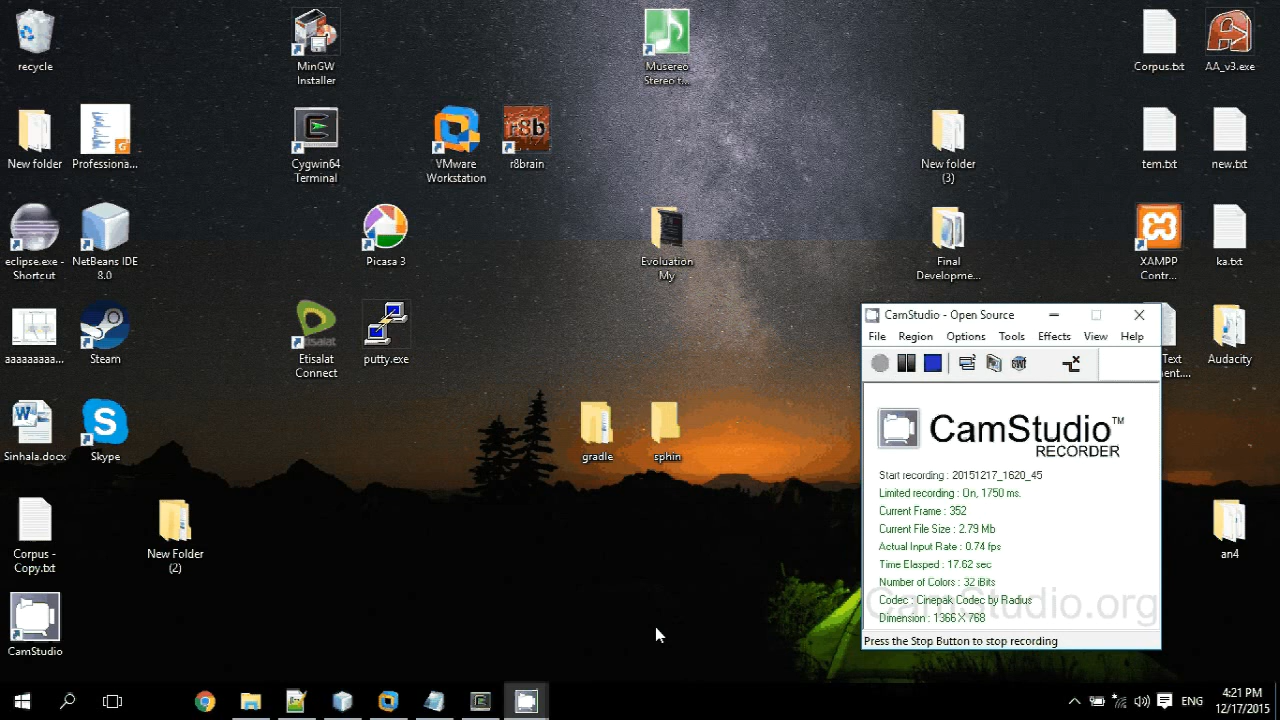 recycle
MinGW
Installer
Musereo
Stereo t...
Corpus.txt
AA_v3.exe
New folder
Professiona...
Cygwin64
Terminal
VMware
Workstation
r8b
r8brain
New folder
(3)
tem.txt
new.txt
eclipse.exe -
Shortcut
NetBeans IDE
8.0
Picasa 3
Evoluation
My
Final
Developme...
XAMPP
Contr...
ka.txt
aaaaaaaaa...
Steam
Etisalat
Connect
putty.exe
Text
ent....
Audacity
Sinhala.docx
Skype
gradle
sphin
Corpus -
Copy.txt
New Folder
(2)
an4
CamStudio
CamStudio - Open Source
File Region Options Tools Effects View Help
CamStudio™
RECORDER
Start recording : 20151217_1620_45
Limited recording : On, 1750 ms.
Current Frame : 352
Current File Size : 2.79 Mb
Actual Input Rate : 0.74 fps
Time Elasped : 17.62 sec
Number of Colors : 32 iBits
Codec : Cinepak Codec by Radius
Dimension : 1366 X 768
CamStudio.org
Press the Stop Button to stop recording
ENG
4:21 PM
12/17/2015